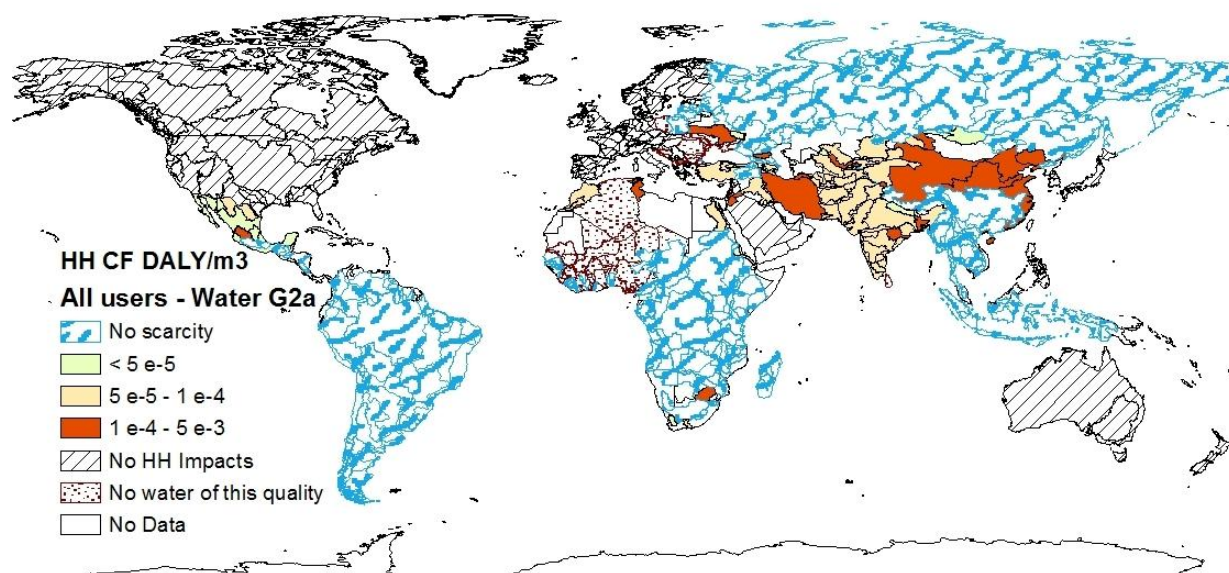 HH CF DALY/m3
All users - Water G2a
No scarcity
< 5 e-5
5 e-5 - 1 e-4
1 e-4 - 5 e-3
No HH Impacts
No water of this quality
No Data